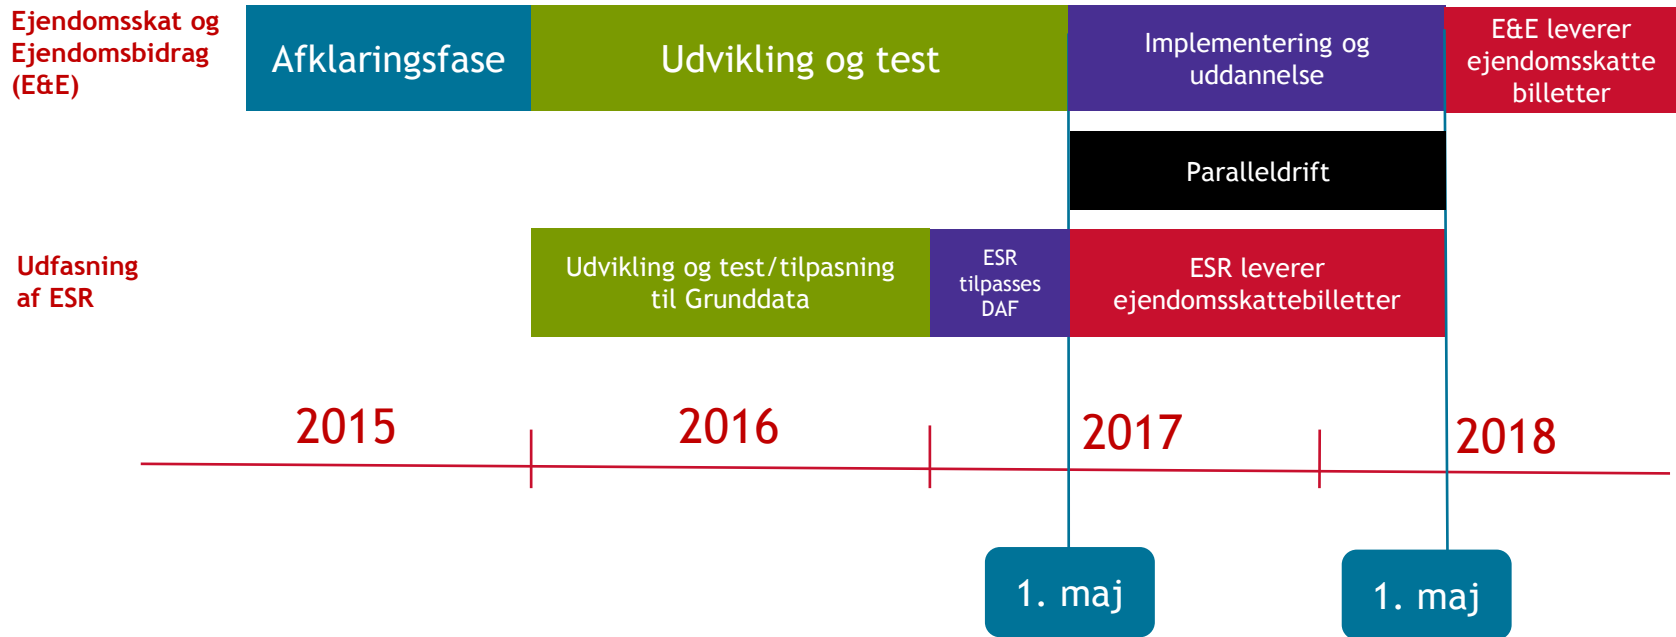 Ejendomsskat og
Ejendomsbidrag
(E&E)
Afklaringsfase
Udvikling og test
Implementering og
uddannelse
E&E leverer
ejendomsskatte
billetter
Paralleldrift
Udfasning
af ESR
Udvikling og test/tilpasning
til Grunddata
ESR
tilpasses
DAF
ESR leverer
ejendomsskattebilletter
2015
2016
2017
2018
1. maj
1. maj